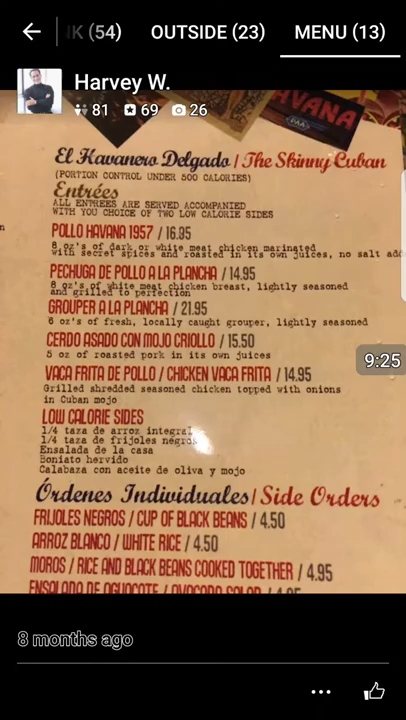 K (54)
OUTSIDE (23)
MENU (13)
Harvey W.
81 69 26
HAVANA
El Havanero Delgado / The Skinny Cuban
(PORTION CONTROL UNDER 500 CALORIES)
Entrées
ALL ENTREES ARE SERVED ACCOMPANIED
WITH YOU CHOICE OF TWO LOW CALORIE SIDES
POLLO HAVANA 1957 / 16.95
8 oz's of dark or white meat chicken marinated
with secret spices and roasted in its own juices, no salt
PECHUGA DE POLLO A LA PLANCHA / 14.95
8 oz's of white meat chicken breast, lightly seasoned
and grilled to perfection
GROUPER A LA PLANCHA / 21.95
6 oz's of fresh, locally caught grouper, lightly seasoned
CERDO ASADO CON MOJO CRIOLLO / 15.50
5 oz of roasted pork in its own juices
9:25
VACA FRITA DE POLLO / CHICKEN VACA FRITA / 14.95
Grilled shredded seasoned chicken topped with onions
in Cuban mojo
LOW CALORIE SIDES
1/4 taza de arroz integral
1/4 taza de frijoles negros
Ensalada de la casa
Boniato hervido
Calabaza con aceite de oliva y mojo
Órdenes Individuales / Side Orders
FRIJOLES NEGROS / CUP OF BLACK BEANS / 4.50
ARROZ BLANCO / WHITE RICE / 4.50
MOROS / RICE AND BLACK BEANS COOKED TOGETHER / 4.95
ENSALADA DE AGUACATE / AVOCADO SALAD / 4.95
8 months ago